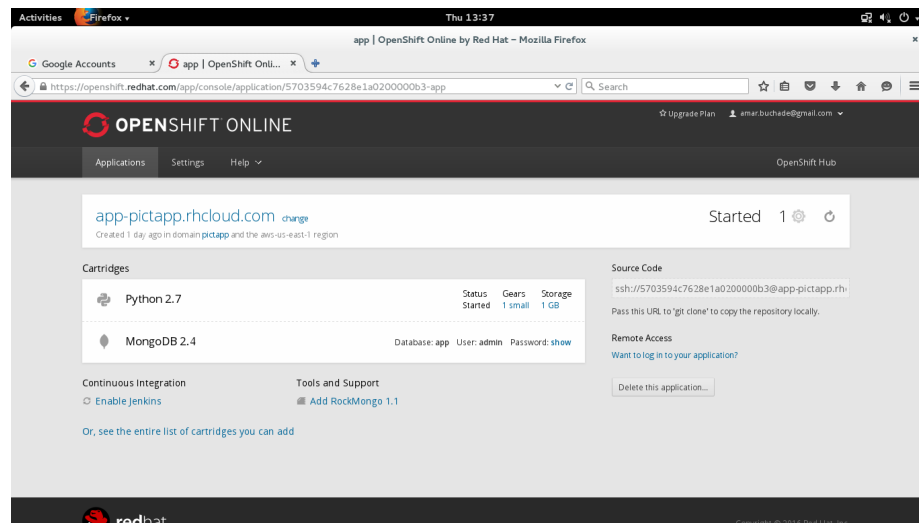 Activities Firefox Thu 13:37
app | OpenShift Online by Red Hat – Mozilla Firefox
Google Accounts app | OpenShift Onli...
https://openshift.redhat.com/app/console/application/5703594c7628e1a0200000b3-app Search
OPENSHIFT ONLINE
Upgrade Plan amar.buchade@gmail.com
Applications Settings Help OpenShift Hub
app-pictapp.rhcloud.com change Started 1
Created 1 day ago in domain pictapp and the aws-us-east-1 region
Cartridges
Python 2.7
Status Gears Storage
Started 1 small 1 GB
MongoDB 2.4 Database: app User: admin Password: show
Continuous Integration
Enable Jenkins
Tools and Support
Add RockMongo 1.1
Or, see the entire list of cartridges you can add
Source Code
ssh://5703594c7628e1a0200000b3@app-pictapp.rh
Pass this URL to 'git clone' to copy the repository locally.
Remote Access
Want to log in to your application?
Delete this application...
redhat
Copyright © 2016 Red Hat, Inc.